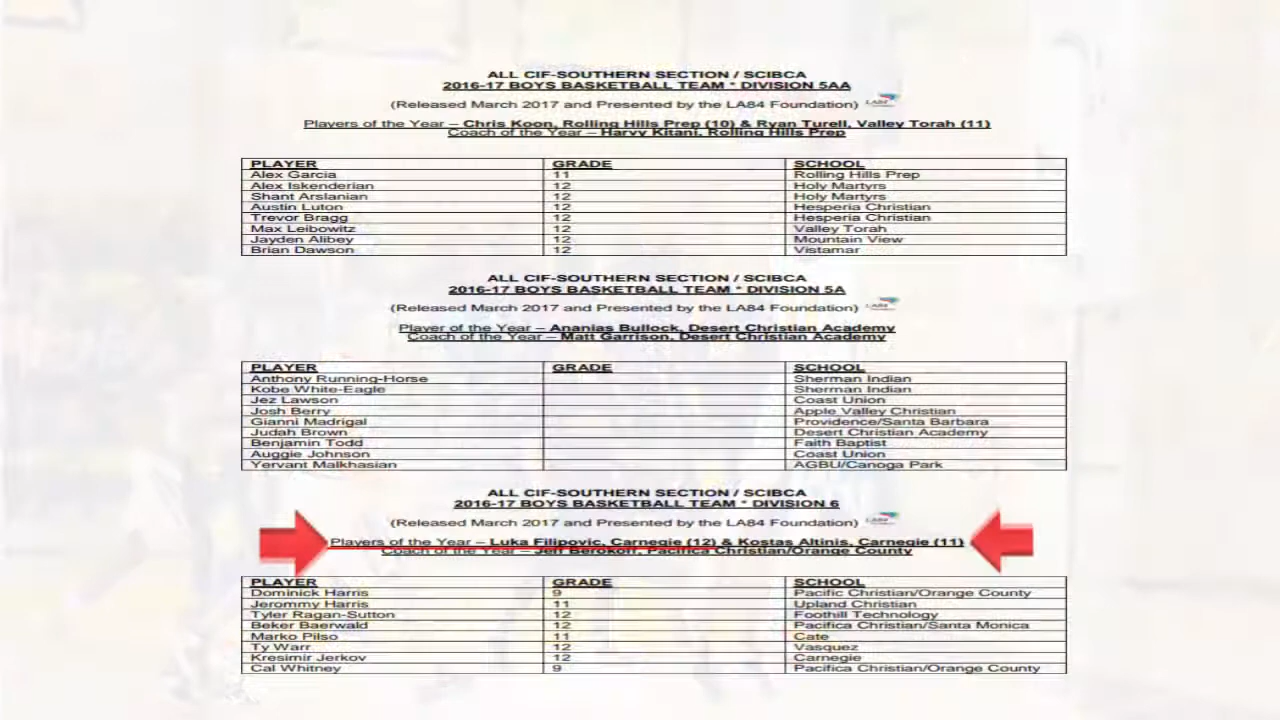 ALL CIF-SOUTHERN SECTION / SCIBCA
2016-17 BOYS BASKETBALL TEAM * DIVISION 5AA
(Released March 2017 and Presented by the LA84 Foundation) LA84
Players of the Year – Chris Koon, Rolling Hills Prep (10) & Ryan Turell, Valley Torah (11)
Coach of the Year – Harvy Kitani, Rolling Hills Prep
PLAYER GRADE SCHOOL
Alex Garcia 11 Rolling Hills Prep
Alex Iskenderian 12 Holy Martyrs
Shant Arslanian 12 Holy Martyrs
Austin Luton 12 Hesperia Christian
Trevor Bragg 12 Hesperia Christian
Max Leibowitz 12 Valley Torah
Jayden Alibey 12 Mountain View
Brian Dawson 12 Vistamar
ALL CIF-SOUTHERN SECTION / SCIBCA
2016-17 BOYS BASKETBALL TEAM * DIVISION 5A
(Released March 2017 and Presented by the LA84 Foundation) LA84
Player of the Year – Ananias Bullock, Desert Christian Academy
Coach of the Year – Matt Garrison, Desert Christian Academy
PLAYER GRADE SCHOOL
Anthony Running-Horse Sherman Indian
Kobe White-Eagle Sherman Indian
Jez Lawson Coast Union
Josh Berry Apple Valley Christian
Gianni Madrigal Providence/Santa Barbara
Judah Brown Desert Christian Academy
Benjamin Todd Faith Baptist
Auggie Johnson Coast Union
Yervant Malkhasian AGBU/Canoga Park
ALL CIF-SOUTHERN SECTION / SCIBCA
2016-17 BOYS BASKETBALL TEAM * DIVISION 6
(Released March 2017 and Presented by the LA84 Foundation) LA84
Players of the Year – Luka Filipovic, Carnegie (12) & Kostas Altinis, Carnegie (11)
Coach of the Year – Jeff Berokoff, Pacifica Christian/Orange County
PLAYER GRADE SCHOOL
Dominick Harris 9 Pacific Christian/Orange County
Jerommy Harris 11 Upland Christian
Tyler Ragan-Sutton 12 Foothill Technology
Beker Baerwald 12 Pacifica Christian/Santa Monica
Marko Pilso 11 Cate
Ty Warr 12 Vasquez
Kresimir Jerkov 12 Carnegie
Cal Whitney 9 Pacifica Christian/Orange County